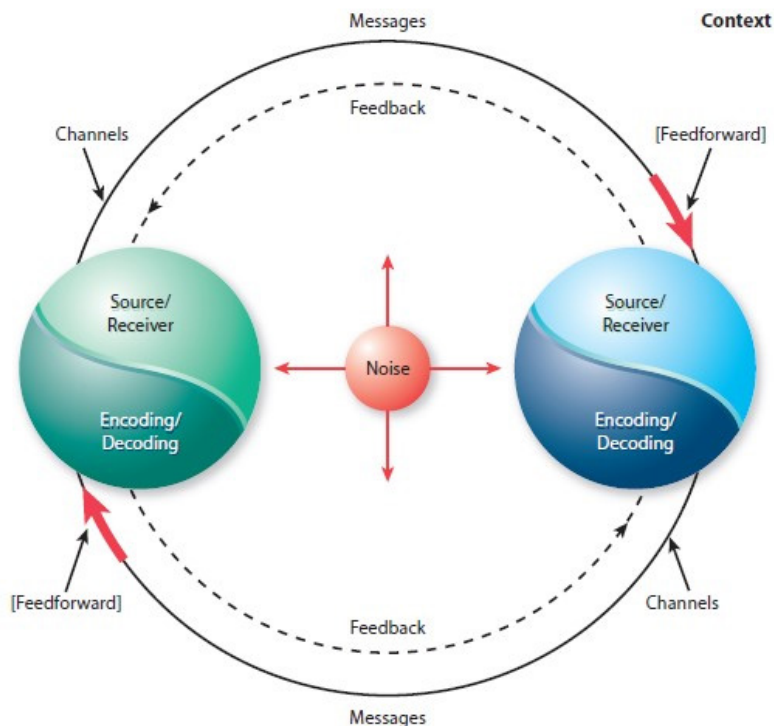 Messages
Context
Feedback
Channels
[Feedforward]
Source/
Receiver
Encoding/
Decoding
Noise
Source/
Receiver
Encoding/
Decoding
[Feedforward]
Channels
Feedback
Messages